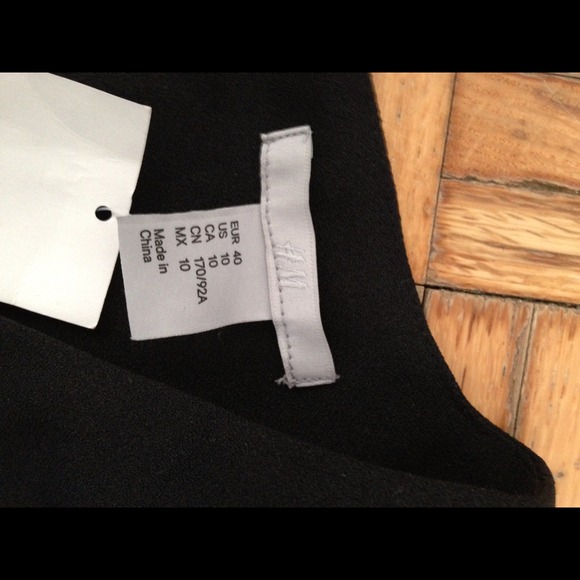 H&M
EUR 40
US 10
CA 10
CN 170/92A
MX 10
Made in
China